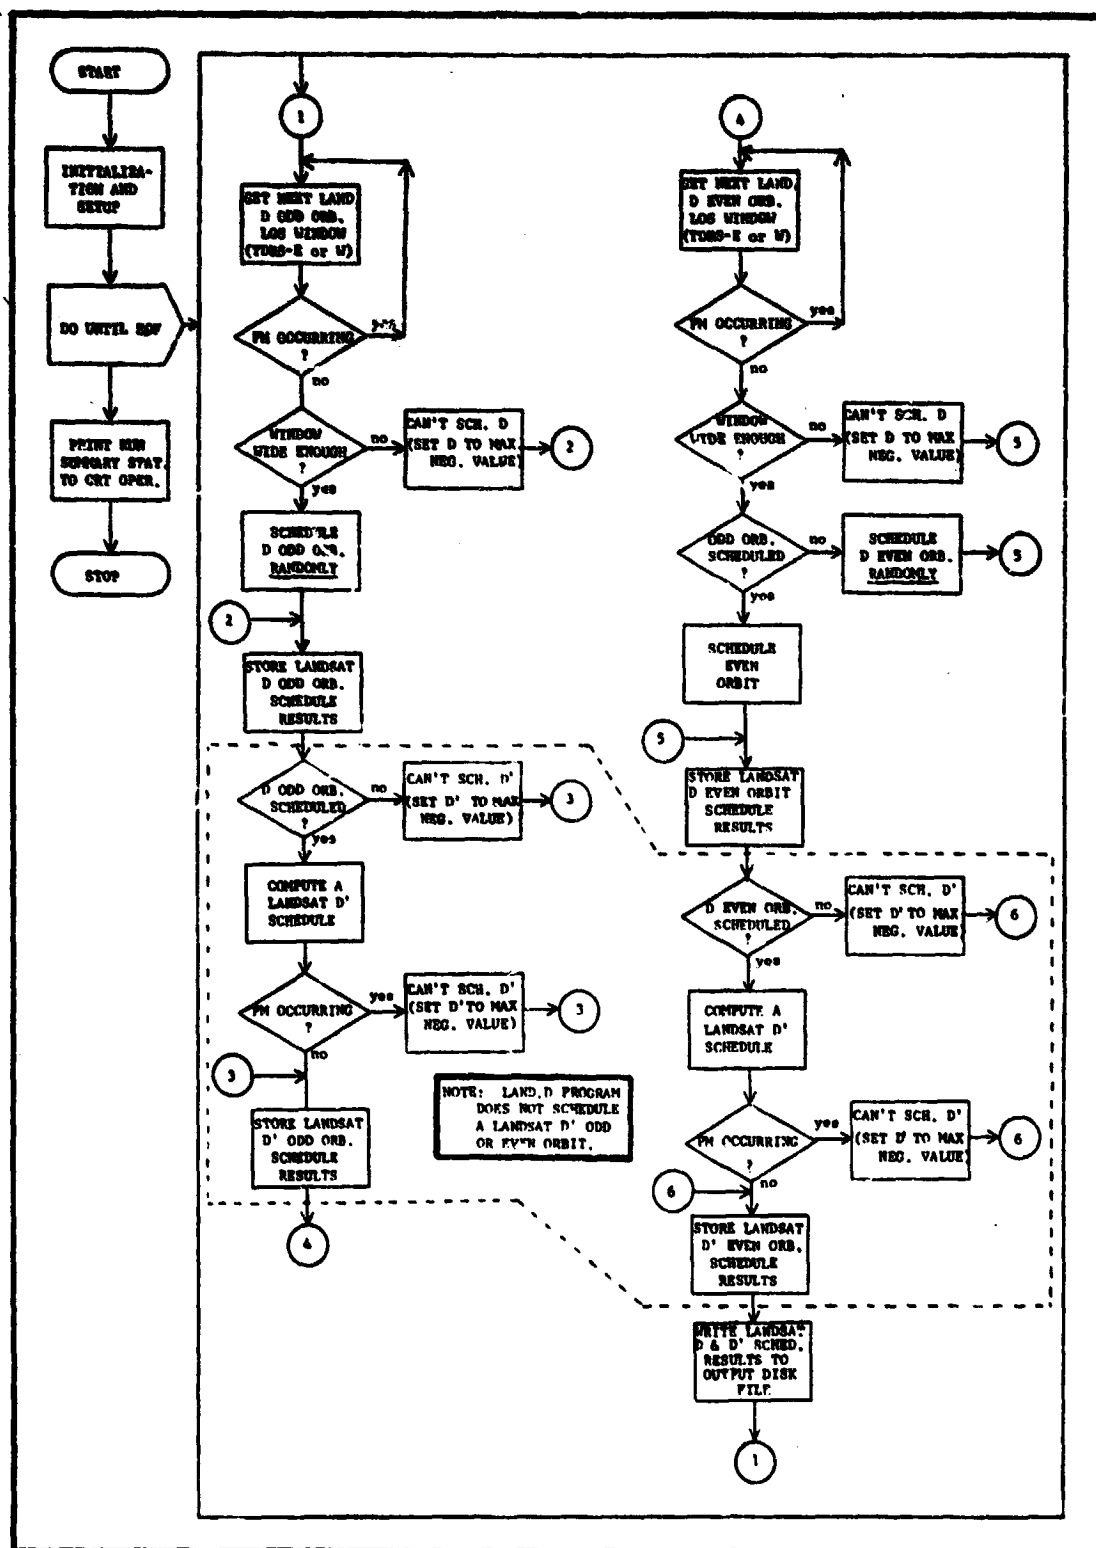 START
INITIALIZA-
TION AND
SETUP
DO UNTIL EOF
PRINT RUN
SUMMARY STAT.
TO CRT OPER.
STOP
1
GET NEXT LAND.
D ODD ORB.
LOS WINDOW
(TDRS-E or W)
FM OCCURRING
?
yes
no
WINDOW
WIDE ENOUGH
?
no
CAN'T SCH. D
(SET D TO MAX
NEG. VALUE)
2
yes
SCHEDULE
D ODD ORB.
RANDOMLY
2
STORE LANDSAT
D ODD ORB.
SCHEDULE
RESULTS
D ODD ORB.
SCHEDULED
?
no
CAN'T SCH. D'
(SET D' TO MAX
NEG. VALUE)
3
yes
COMPUTE A
LANDSAT D'
SCHEDULE
FM OCCURRING
?
yes
CAN'T SCH. D'
(SET D' TO MAX
NEG. VALUE)
3
no
3
STORE LANDSAT
D' ODD ORB.
SCHEDULE
RESULTS
4
NOTE: LAND.D PROGRAM
DOES NOT SCHEDULE
A LANDSAT D' ODD
OR EVEN ORBIT.
4
GET NEXT LAND.
D EVEN ORB.
LOS WINDOW
(TDRS-E or W)
FM OCCURRING
?
yes
no
WINDOW
WIDE ENOUGH
?
no
CAN'T SCH. D
(SET D TO MAX
NEG. VALUE)
5
yes
ODD ORB.
SCHEDULED
?
no
SCHEDULE
D EVEN ORB.
RANDOMLY
5
yes
SCHEDULE
EVEN
ORBIT
5
STORE LANDSAT
D EVEN ORBIT
SCHEDULE
RESULTS
D EVEN ORB.
SCHEDULED
?
no
CAN'T SCH. D'
(SET D' TO MAX
NEG. VALUE)
6
yes
COMPUTE A
LANDSAT D'
SCHEDULE
FM OCCURRING
?
yes
CAN'T SCH. D'
(SET D' TO MAX
NEG. VALUE)
6
no
6
STORE LANDSAT
D' EVEN ORB.
SCHEDULE
RESULTS
WRITE LANDSAT
D & D' SCHED.
RESULTS TO
OUTPUT DISK
FILE
1